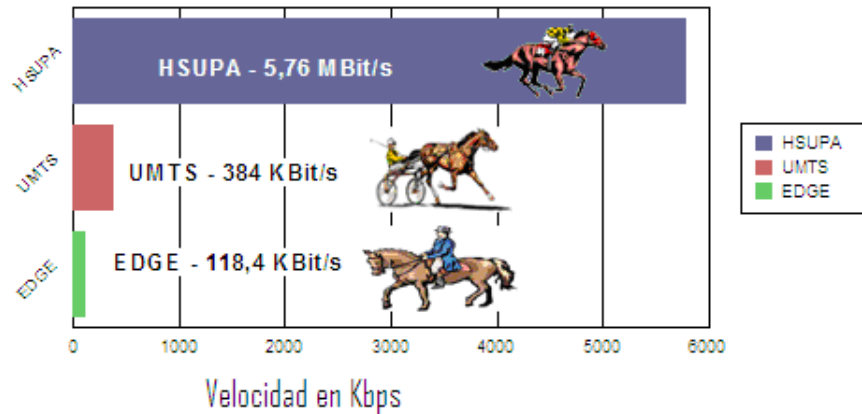 HSUPA
HSUPA - 5,76 MBit/s
UMTS
UMTS - 384 KBit/s
EDGE
EDGE - 118,4 KBit/s
HSUPA
UMTS
EDGE
0 1000 2000 3000 4000 5000 6000
Velocidad en Kbps